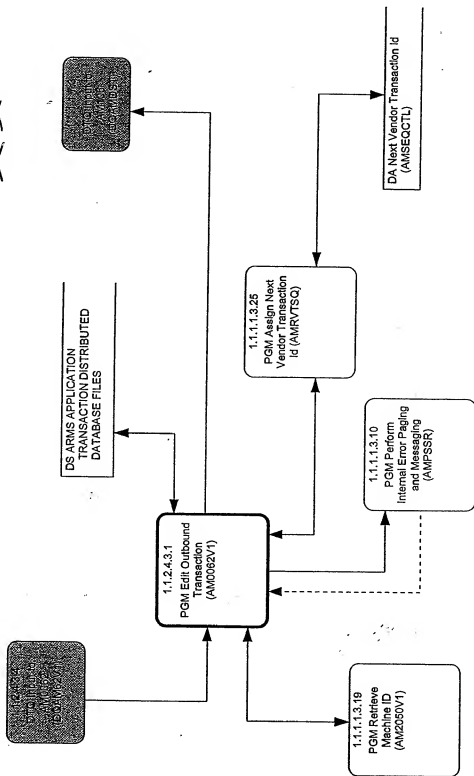 DS ARMS APPLICATION
TRANSACTION DISTRIBUTED
DATABASE FILES
1.1.2.4.3.1
PGM Edit Outbound
Transaction
(AM0062V1)
1.1.1.1.3.25
PGM Assign Next
Vendor Transaction
Id (AMRVTSQ)
DA Next Vendor Transaction Id
(AMSEQCTL)
1.1.1.1.3.10
PGM Perform
Internal Error Paging
and Messaging
(AMPSSR)
1.1.1.1.3.19
PGM Retrieve
Machine ID
(AM2050V1)